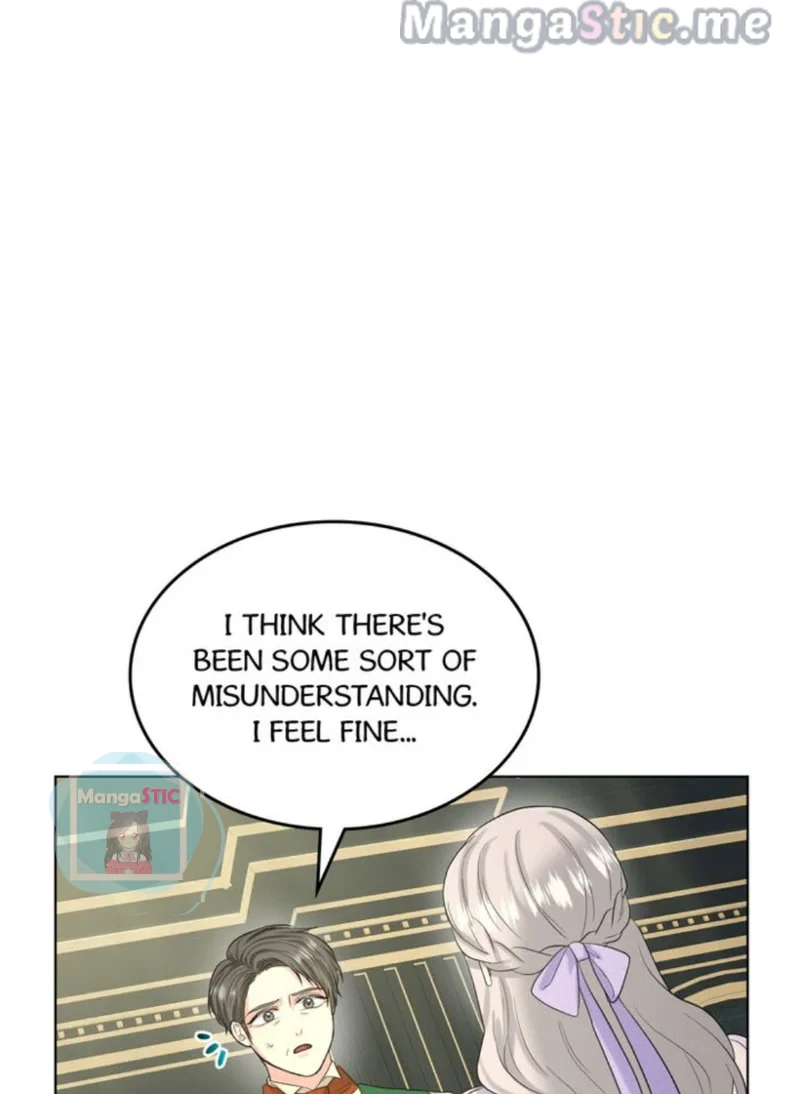 MangaStic.me
I THINK THERE'S
BEEN SOME SORT OF
MISUNDERSTANDING.
I FEEL FINE...
MangaSTIC